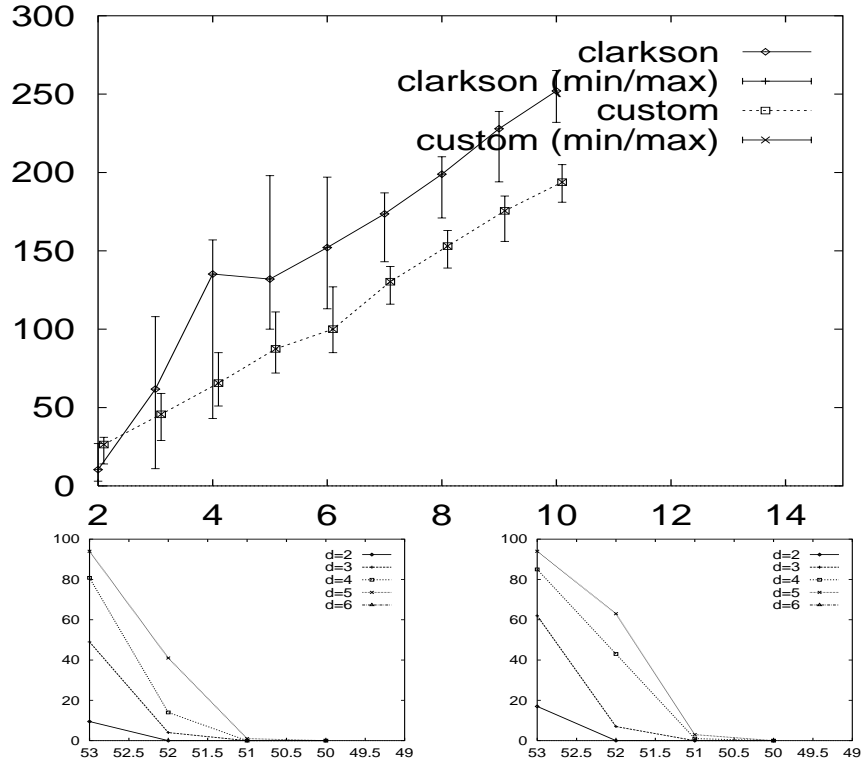 300
250
200
150
100
50
0
clarkson
clarkson (min/max)
custom
custom (min/max)
2 4 6 8 10 12 14
100
80
60
40
20
0
d=2
d=3
d=4
d=5
d=6
53 52.5 52 51.5 51 50.5 50 49.5 49
100
80
60
40
20
0
d=2
d=3
d=4
d=5
d=6
53 52.5 52 51.5 51 50.5 50 49.5 49